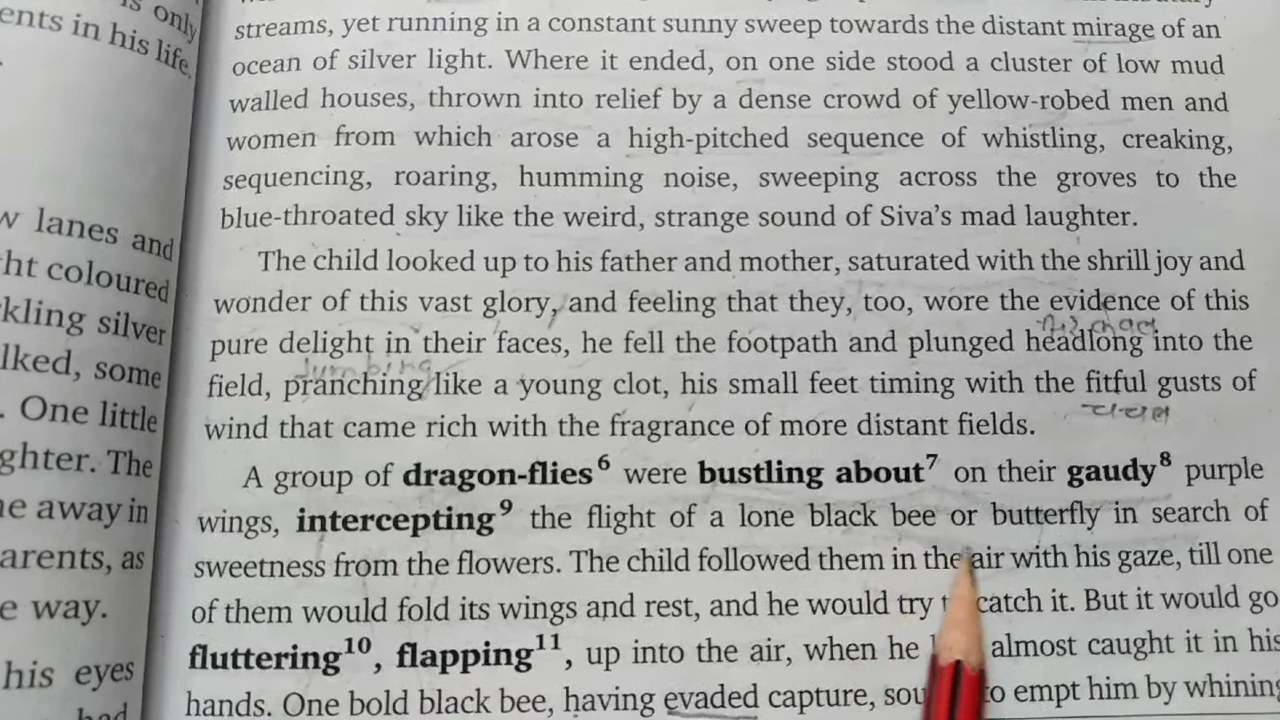 is only
ents in his life.
w lanes and
ht coloured
kling silver
lked, some
. One little
ghter. The
e away in
arents, as
e way.
his eyes
had
streams, yet running in a constant sunny sweep towards the distant mirage of an
ocean of silver light. Where it ended, on one side stood a cluster of low mud
walled houses, thrown into relief by a dense crowd of yellow-robed men and
women from which arose a high-pitched sequence of whistling, creaking,
sequencing, roaring, humming noise, sweeping across the groves to the
blue-throated sky like the weird, strange sound of Siva's mad laughter.
The child looked up to his father and mother, saturated with the shrill joy and
wonder of this vast glory, and feeling that they, too, wore the evidence of this
pure delight in their faces, he fell the footpath and plunged headlong into the
Jumping
field, pranching like a young clot, his small feet timing with the fitful gusts of
wind that came rich with the fragrance of more distant fields.
A group of dragon-flies⁶ were bustling about⁷ on their gaudy⁸ purple
wings, intercepting⁹ the flight of a lone black bee or butterfly in search of
sweetness from the flowers. The child followed them in the air with his gaze, till one
of them would fold its wings and rest, and he would try catch it. But it would go
fluttering¹⁰, flapping¹¹, up into the air, when he almost caught it in his
hands. One bold black bee, having evaded capture, to empt him by whining